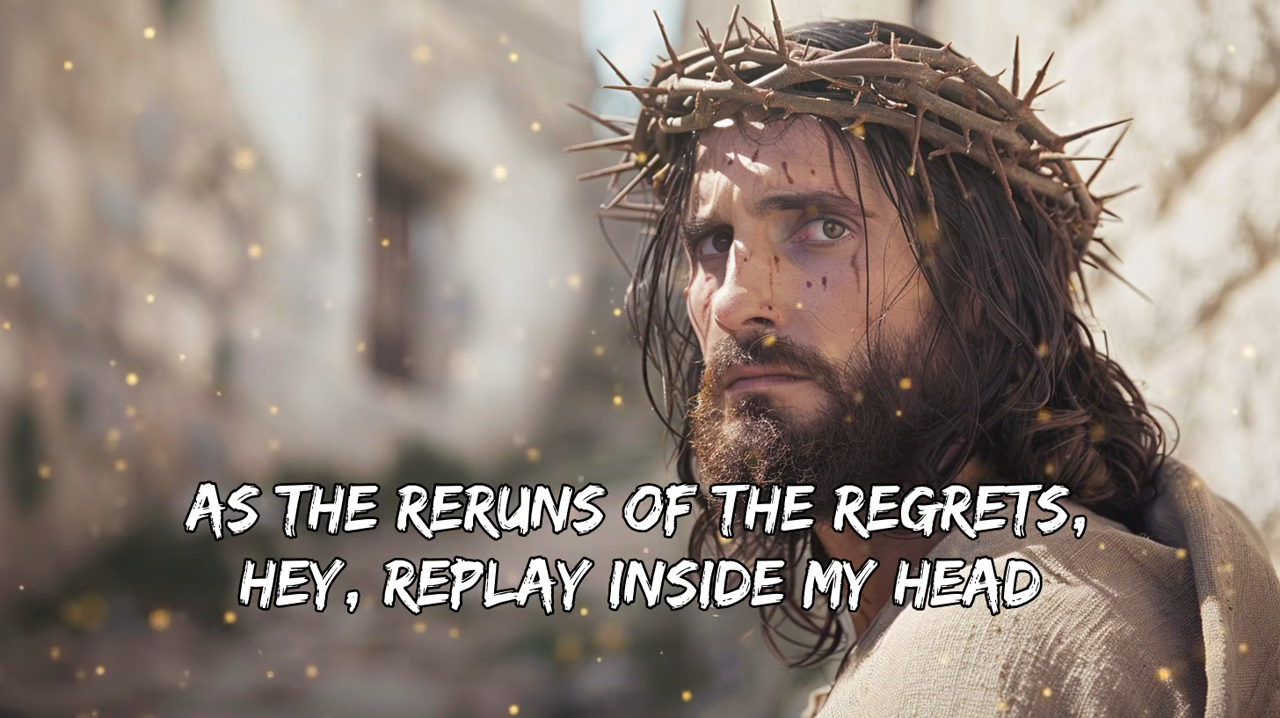 AS THE RERUNS OF THE REGRETS,
HEY, REPLAY INSIDE MY HEAD